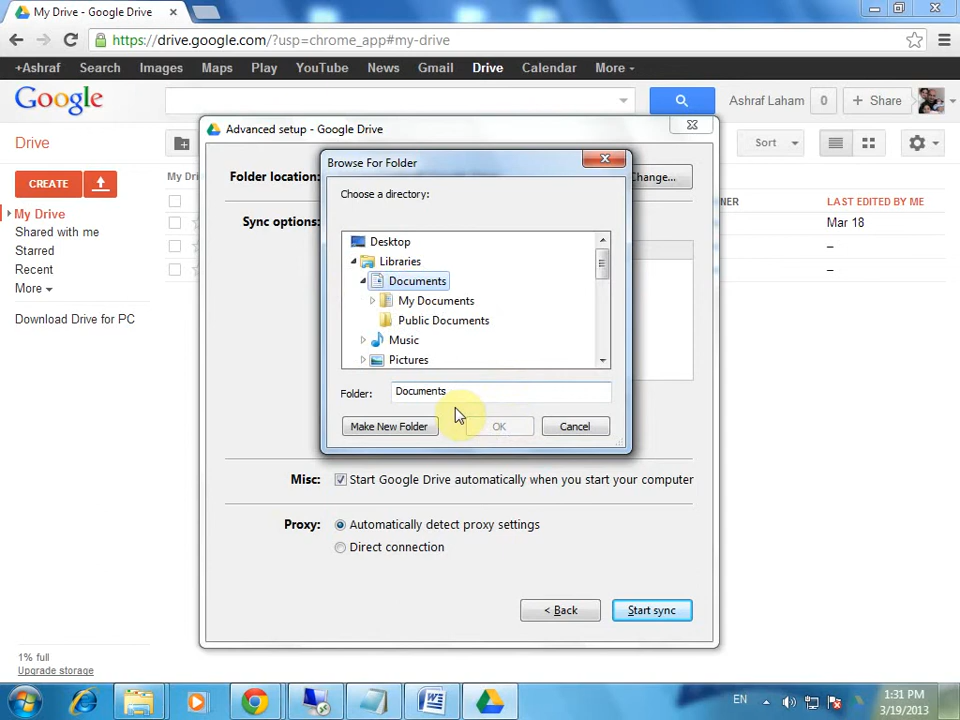 My Drive - Google Drive
https://drive.google.com/?usp=chrome_app#my-drive
+Ashraf Search Images Maps Play YouTube News Gmail Drive Calendar More
Google
Ashraf Laham 0 + Share
Drive
Sort
CREATE
My Drive
Shared with me
Starred
Recent
More
Download Drive for PC
1% full
Upgrade storage
LAST EDITED BY ME
Mar 18
–
–
Advanced setup - Google Drive
Folder location:
Change...
Sync options:
Browse For Folder
Choose a directory:
Desktop
Libraries
Documents
My Documents
Public Documents
Music
Pictures
Folder: Documents
Make New Folder OK Cancel
Misc: Start Google Drive automatically when you start your computer
Proxy: Automatically detect proxy settings
Direct connection
< Back Start sync
EN
1:31 PM
3/19/2013